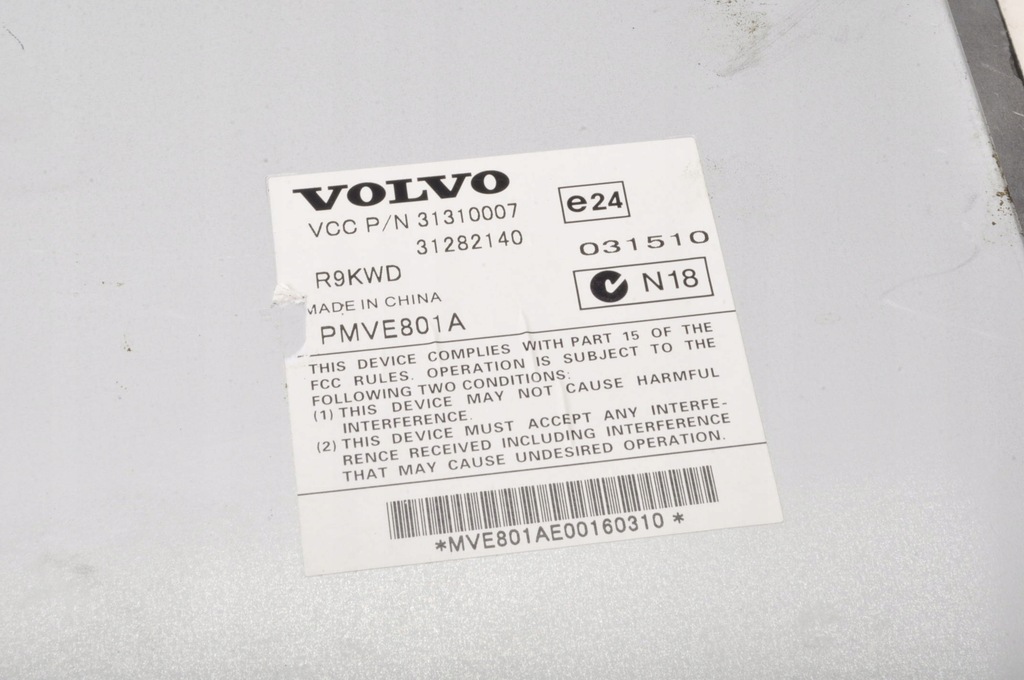 VOLVO
VCC P/N 31310007
31282140
e24
031510
R9KWD
N18
MADE IN CHINA
PMVE801A
THIS DEVICE COMPLIES WITH PART 15 OF THE
FCC RULES. OPERATION IS SUBJECT TO THE
FOLLOWING TWO CONDITIONS:
(1) THIS DEVICE MAY NOT CAUSE HARMFUL
INTERFERENCE.
(2) THIS DEVICE MUST ACCEPT ANY INTERFE-
RENCE RECEIVED INCLUDING INTERFERENCE
THAT MAY CAUSE UNDESIRED OPERATION.
*MVE801AE00160310 *